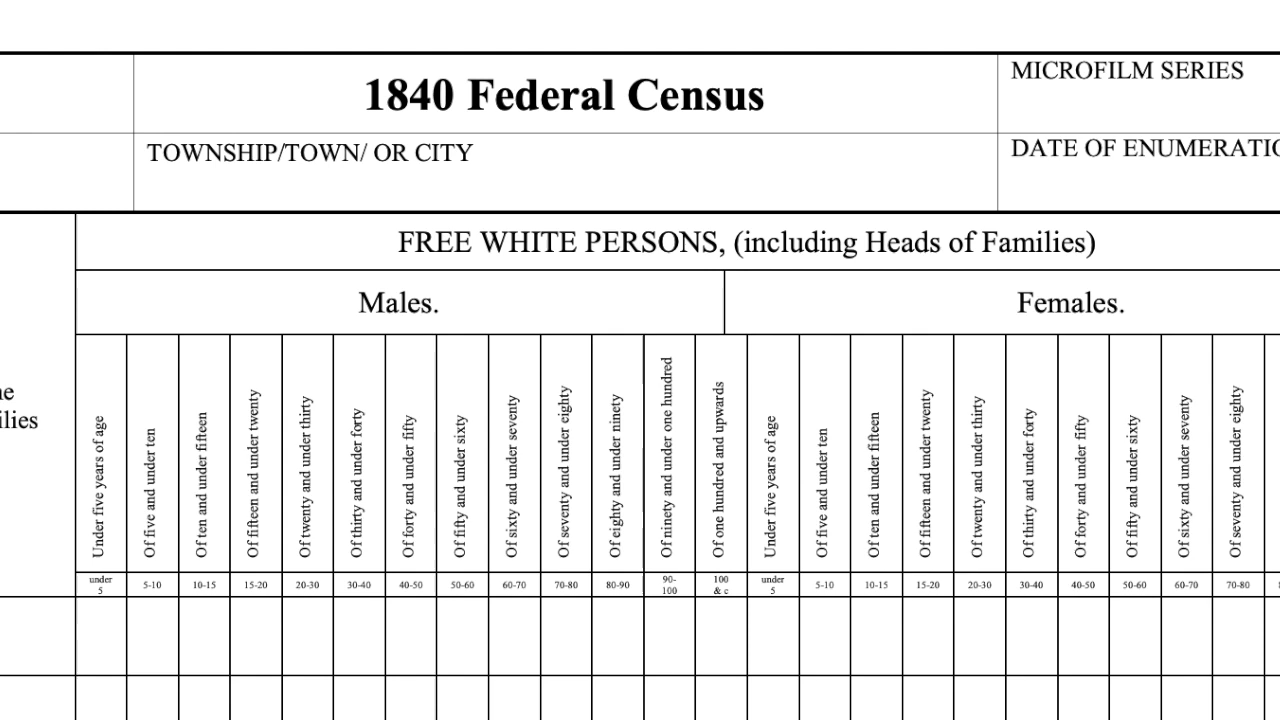 1840 Federal Census
MICROFILM SERIES
TOWNSHIP/TOWN/ OR CITY
DATE OF ENUMERATIO
FREE WHITE PERSONS, (including Heads of Families)
Males.
Females.
ilies
Under five years of age
Of five and under ten
Of ten and under fifteen
Of fifteen and under twenty
Of twenty and under thirty
Of thirty and under forty
Of forty and under fifty
Of fifty and under sixty
Of sixty and under seventy
Of seventy and under eighty
Of eighty and under ninety
Of ninety and under one hundred
Of one hundred and upwards
Under five years of age
Of five and under ten
Of ten and under fifteen
Of fifteen and under twenty
Of twenty and under thirty
Of thirty and under forty
Of forty and under fifty
Of fifty and under sixty
Of sixty and under seventy
Of seventy and under eighty
under 5
5-10
10-15
15-20
20-30
30-40
40-50
50-60
60-70
70-80
80-90
90-100
100 & c
under 5
5-10
10-15
15-20
20-30
30-40
40-50
50-60
60-70
70-80